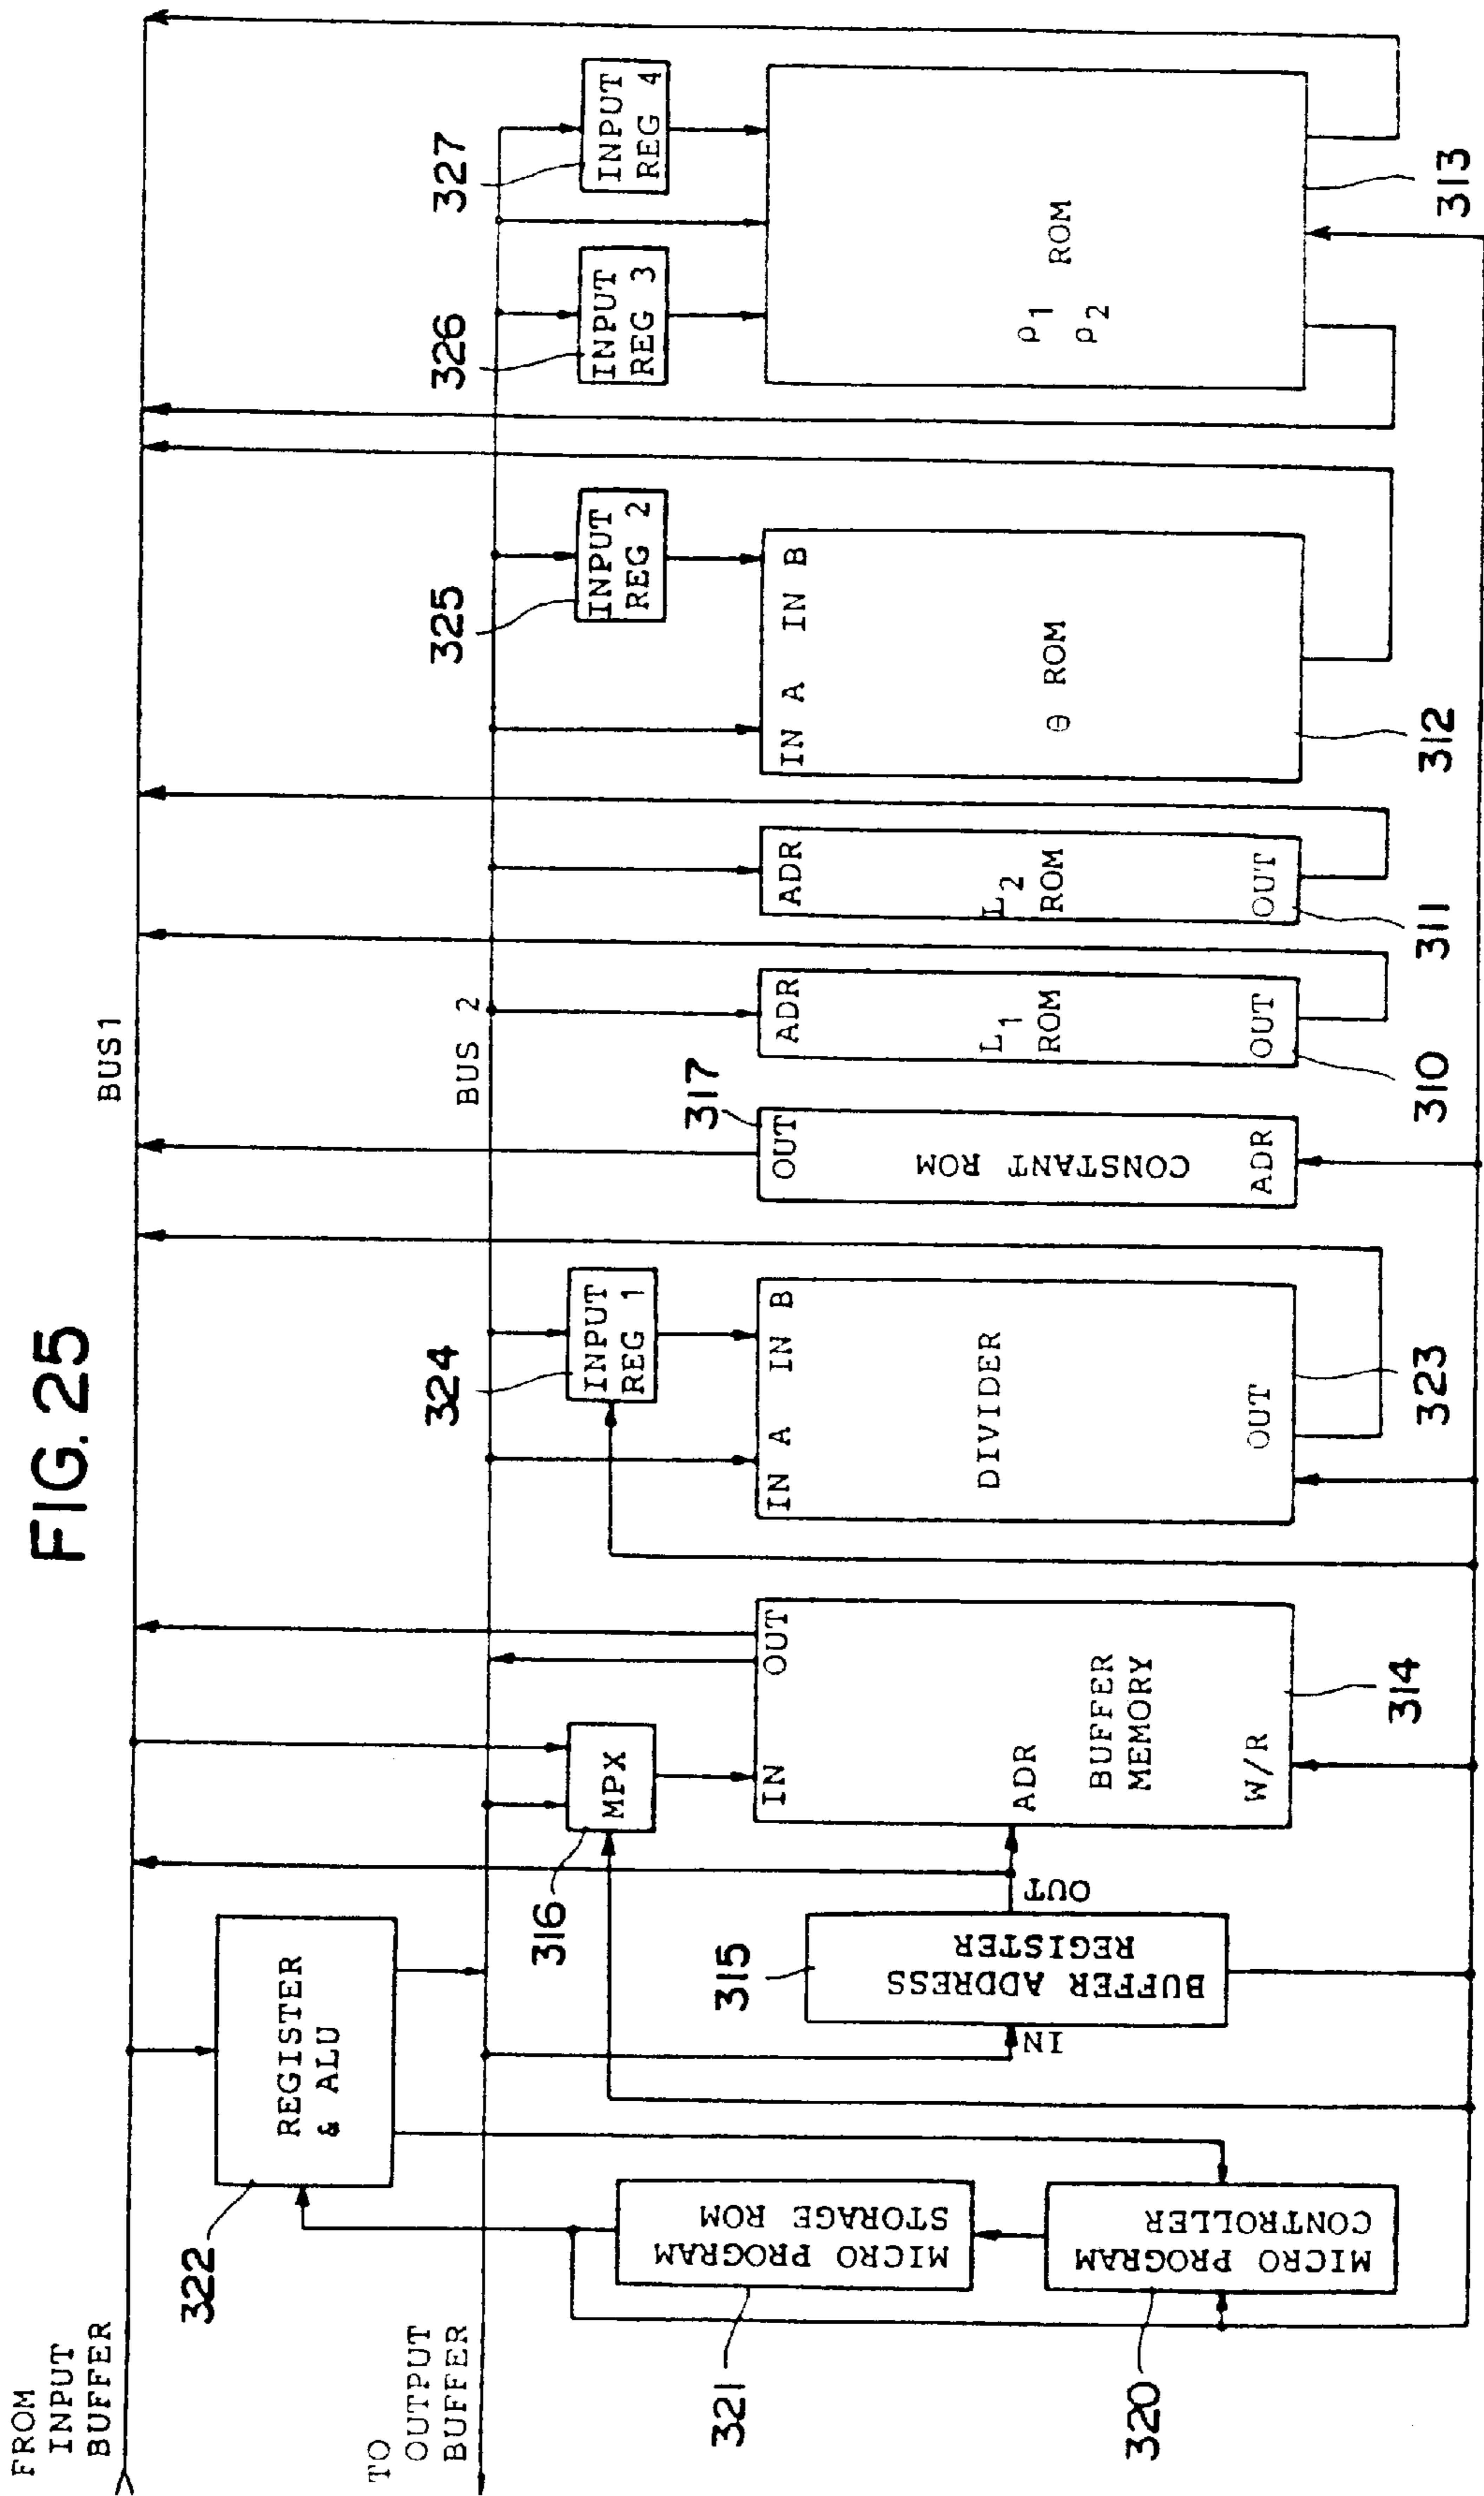 FIG. 25
FROM
INPUT
BUFFER
BUS1
TO
OUTPUT
BUFFER
BUS 2
322
REGISTER
& ALU
321
MICRO PROGRAM
STORAGE ROM
320
MICRO PROGRAM
CONTROLLER
315
IN
BUFFER ADDRESS
REGISTER
OUT
316
MPX
IN
OUT
ADR
BUFFER
MEMORY
W/R
314
324
INPUT
REG 1
IN A
IN B
DIVIDER
OUT
323
317
OUT
CONSTANT ROM
ADR
ADR
L1
ROM
OUT
310
ADR
L2
ROM
OUT
311
325
INPUT
REG 2
IN A
IN B
θ ROM
312
326
INPUT
REG 3
327
INPUT
REG 4
ρ1
ROM
ρ2
313